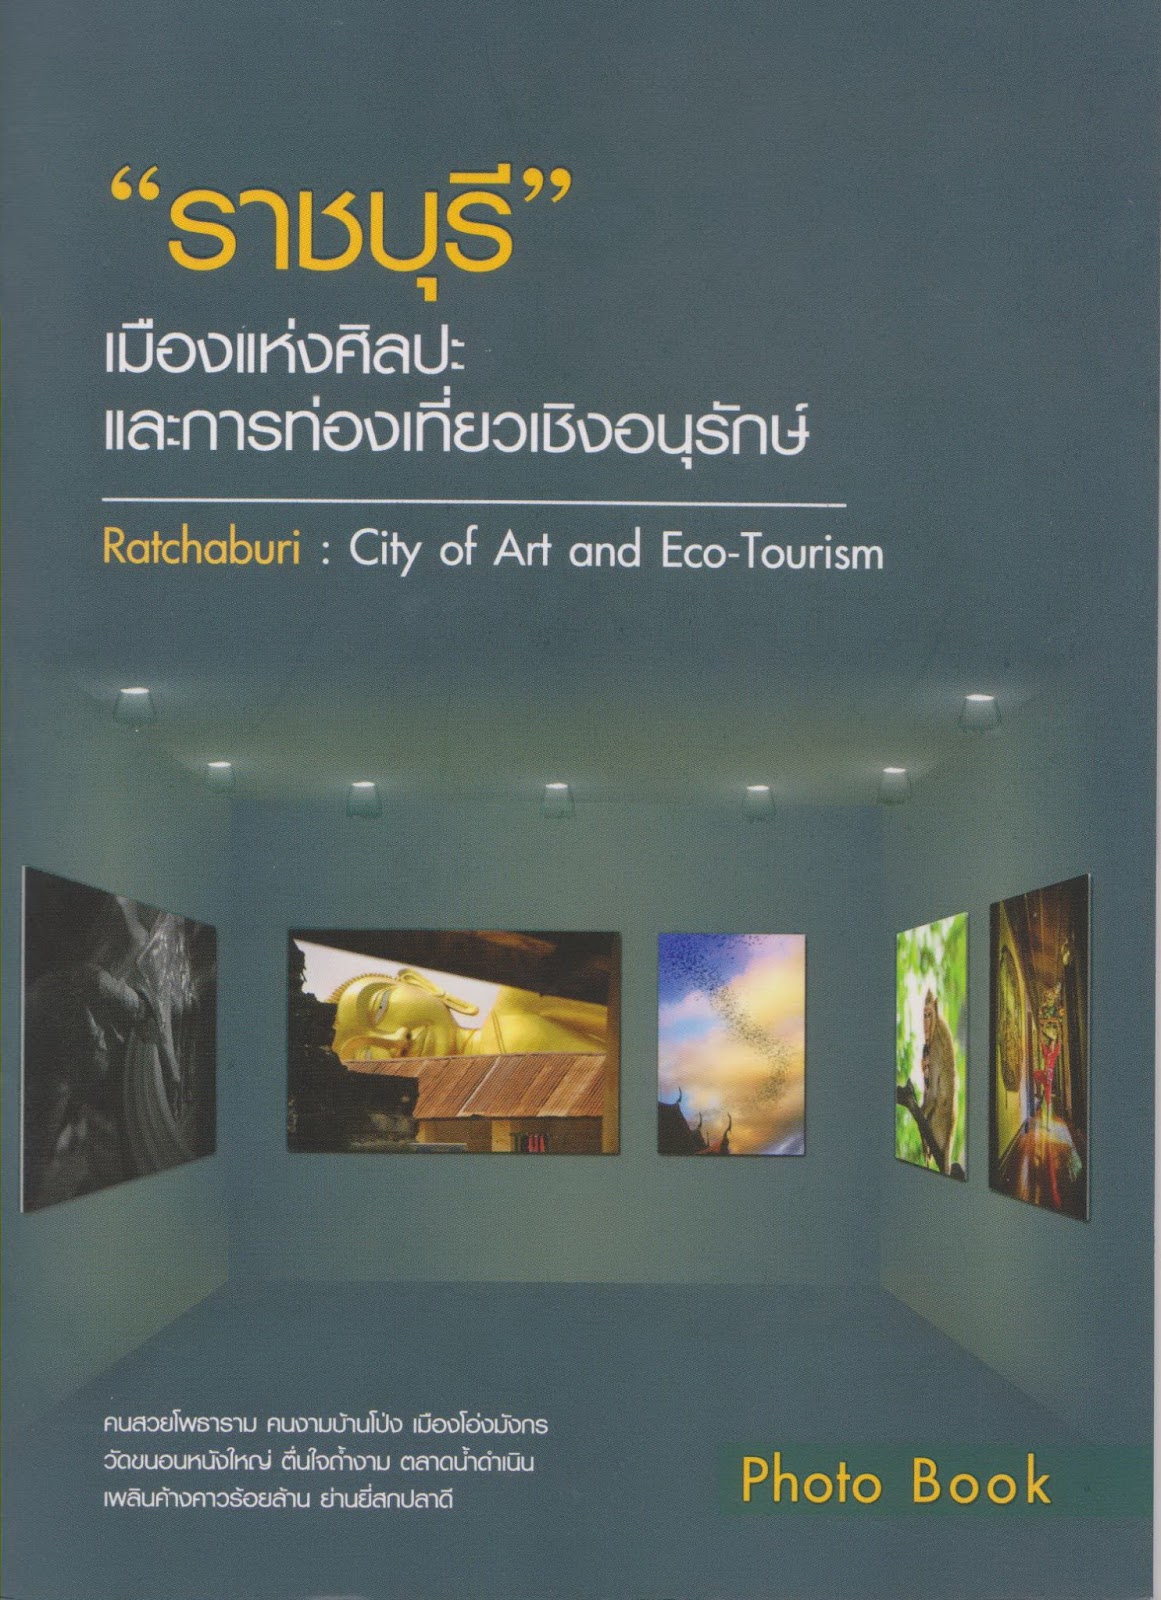 “ราชบุรี”
เมืองแห่งศิลปะ
และการท่องเที่ยวเชิงอนุรักษ์
Ratchaburi : City of Art and Eco-Tourism
คนสวยโพธาราม คนงามบ้านโป่ง เมืองโอ่งมังกร
วัดขนอนหนังใหญ่ ตื่นใจถ้ำงาม ตลาดน้ำดำเนิน
เพลินค้างคาวร้อยล้าน ย่านยี่สกปลาดี
Photo Book